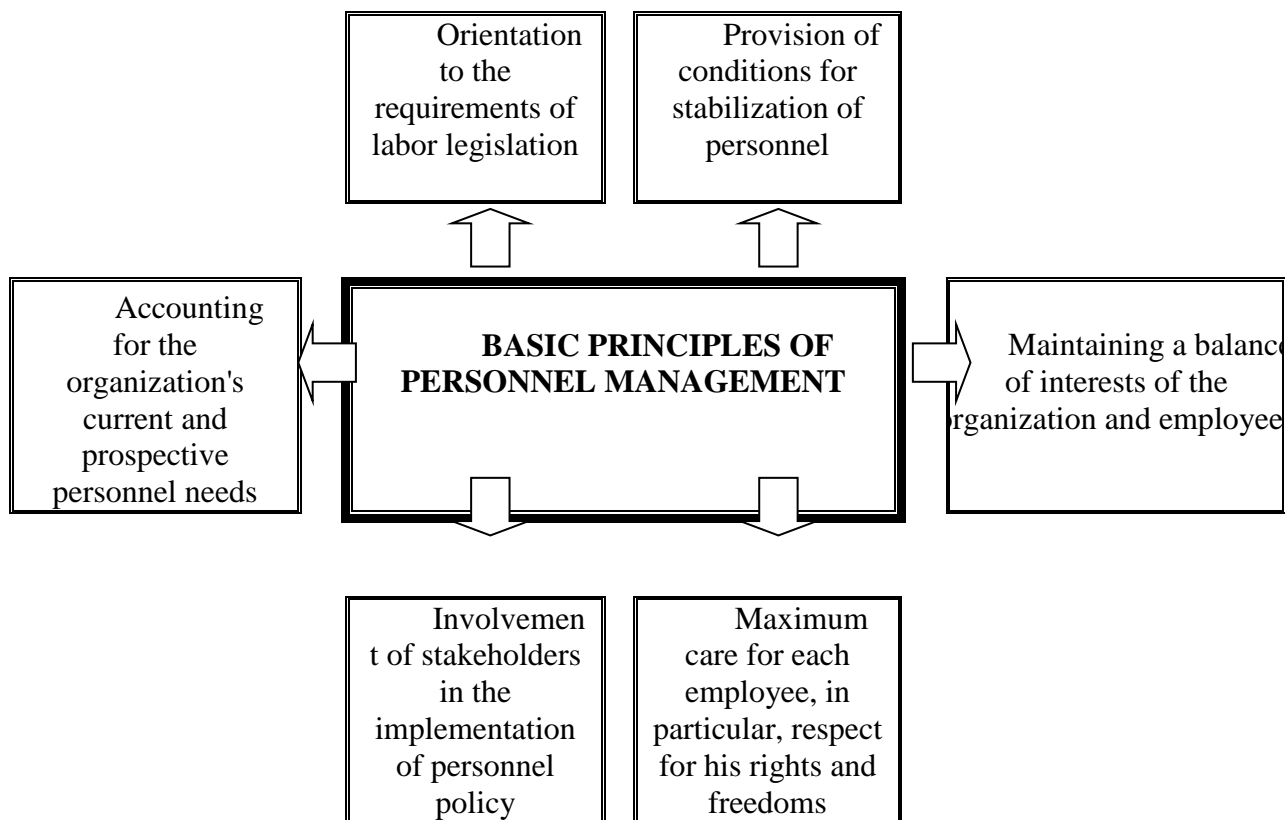 Orientation
to the
requirements of
labor legislation
Provision of
conditions for
stabilization of
personnel
Accounting
for the
organization's
current and
prospective
personnel needs
BASIC PRINCIPLES OF
PERSONNEL MANAGEMENT
Maintaining a balanc
of interests of the
rganization and employee
Involvemen
t of stakeholders
in the
implementation
of personnel
policy
Maximum
care for each
employee, in
particular, respect
for his rights and
freedoms